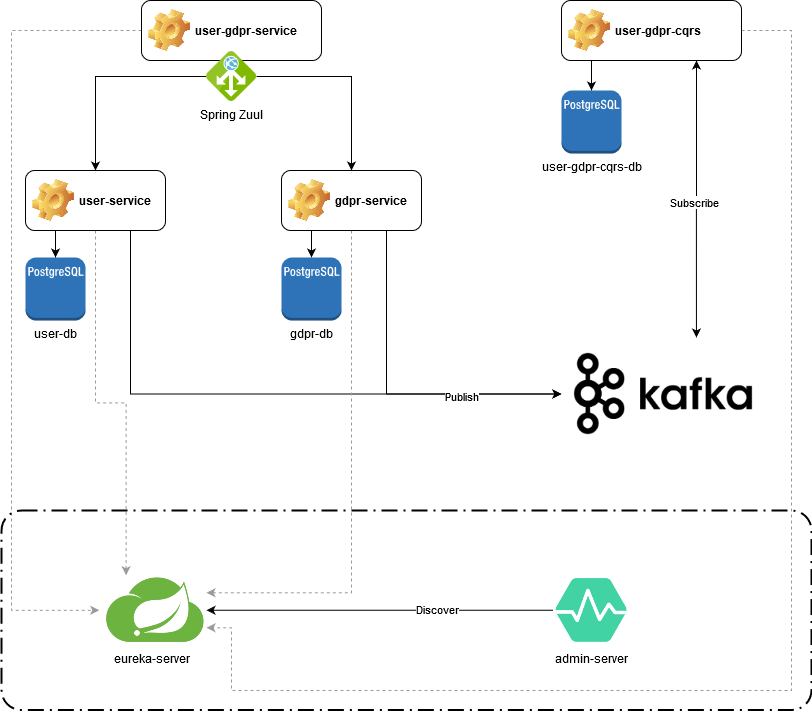 user-gdpr-service
user-gdpr-cqrs
Spring Zuul
PostgreSQL
user-gdpr-cqrs-db
user-service
gdpr-service
Subscribe
PostgreSQL
PostgreSQL
user-db
gdpr-db
Publish
kafka
Discover
eureka-server
admin-server